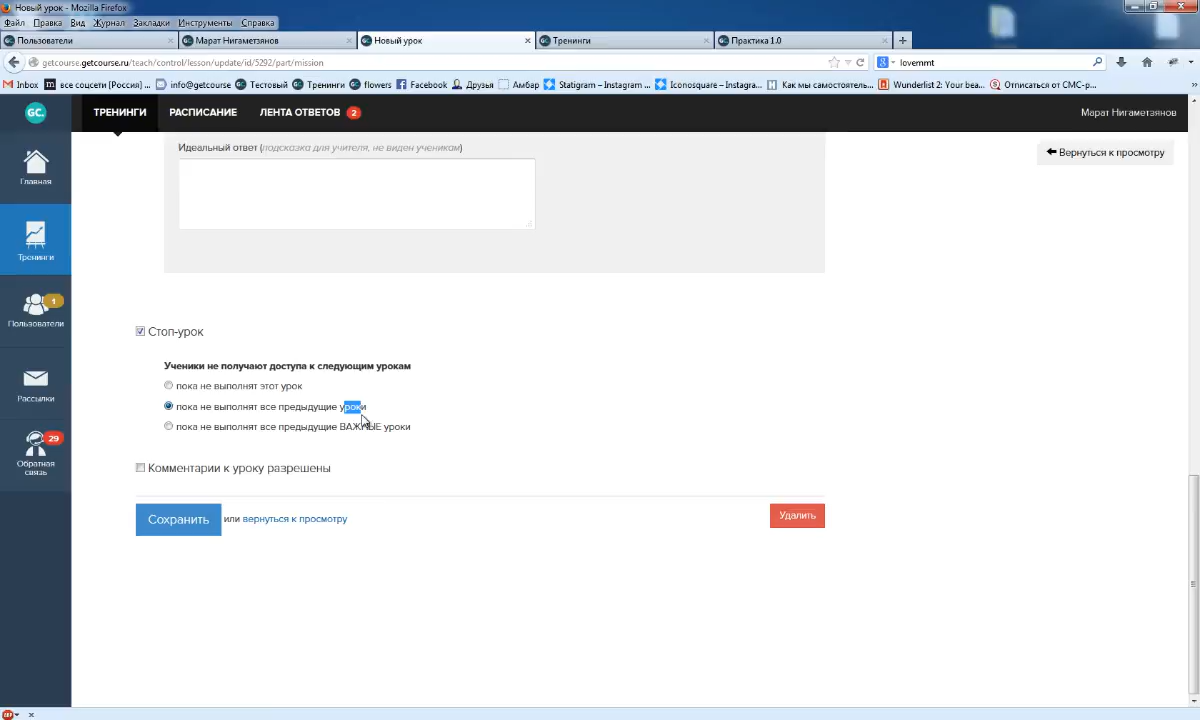 Новый урок - Mozilla Firefox
Файл Правка Вид Журнал Закладки Инструменты Справка
Пользователи Марат Нигаметзянов Новый урок Тренинги Практика 1.0
getcourse.getcourse.ru/teach/control/lesson/update/id/5292/part/mission
lovemmt
Inbox все соцсети [Россия] ... info@getcourse Тестовый Тренинги flowers Facebook Друзья Амбар Statigram – Instagram ... Iconosquare – Instagra... Как мы самостоятель... Wunderlist 2: Your bea... Отписаться от СМС-р...
GC.
ТРЕНИНГИ РАСПИСАНИЕ ЛЕНТА ОТВЕТОВ 2
Марат Нигаметзянов
Вернуться к просмотру
Главная
Тренинги
1
Пользователи
Рассылки
29
Обратная
связь
Идеальный ответ (подсказка для учителя, не виден ученикам)
Стоп-урок
Ученики не получают доступа к следующим урокам
пока не выполнят этот урок
пока не выполнят все предыдущие уроки
пока не выполнят все предыдущие ВАЖНЫЕ уроки
Комментарии к уроку разрешены
Сохранить или вернуться к просмотру
Удалить